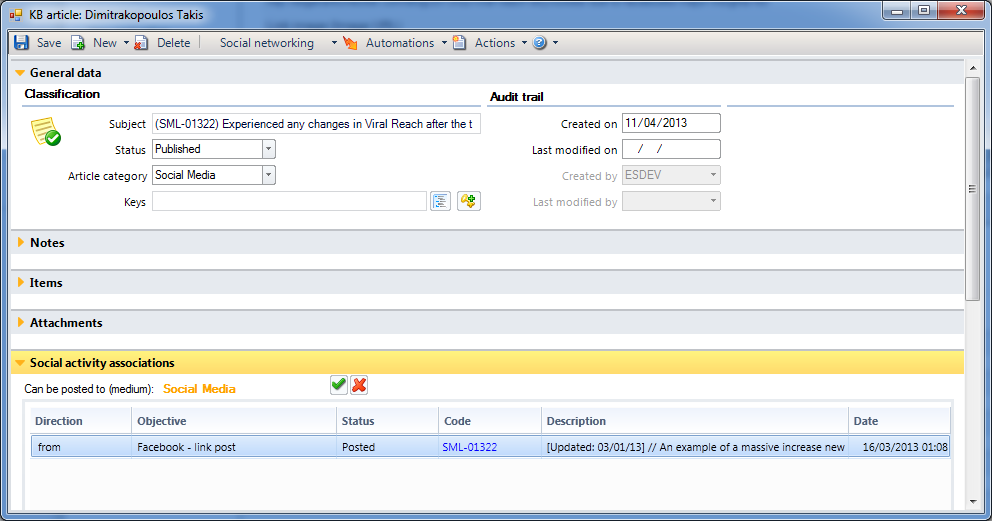 KB article: Dimitrakopoulos Takis
Save New Delete Social networking Automations Actions
General data
Classification
Audit trail
Subject (SML-01322) Experienced any changes in Viral Reach after the t
Created on 11/04/2013
Status Published
Last modified on / /
Article category Social Media
Created by ESDEV
Keys
Last modified by
Notes
Items
Attachments
Social activity associations
Can be posted to (medium): Social Media
Direction Objective Status Code Description Date
from Facebook - link post Posted SML-01322 [Updated: 03/01/13] // An example of a massive increase new 16/03/2013 01:08